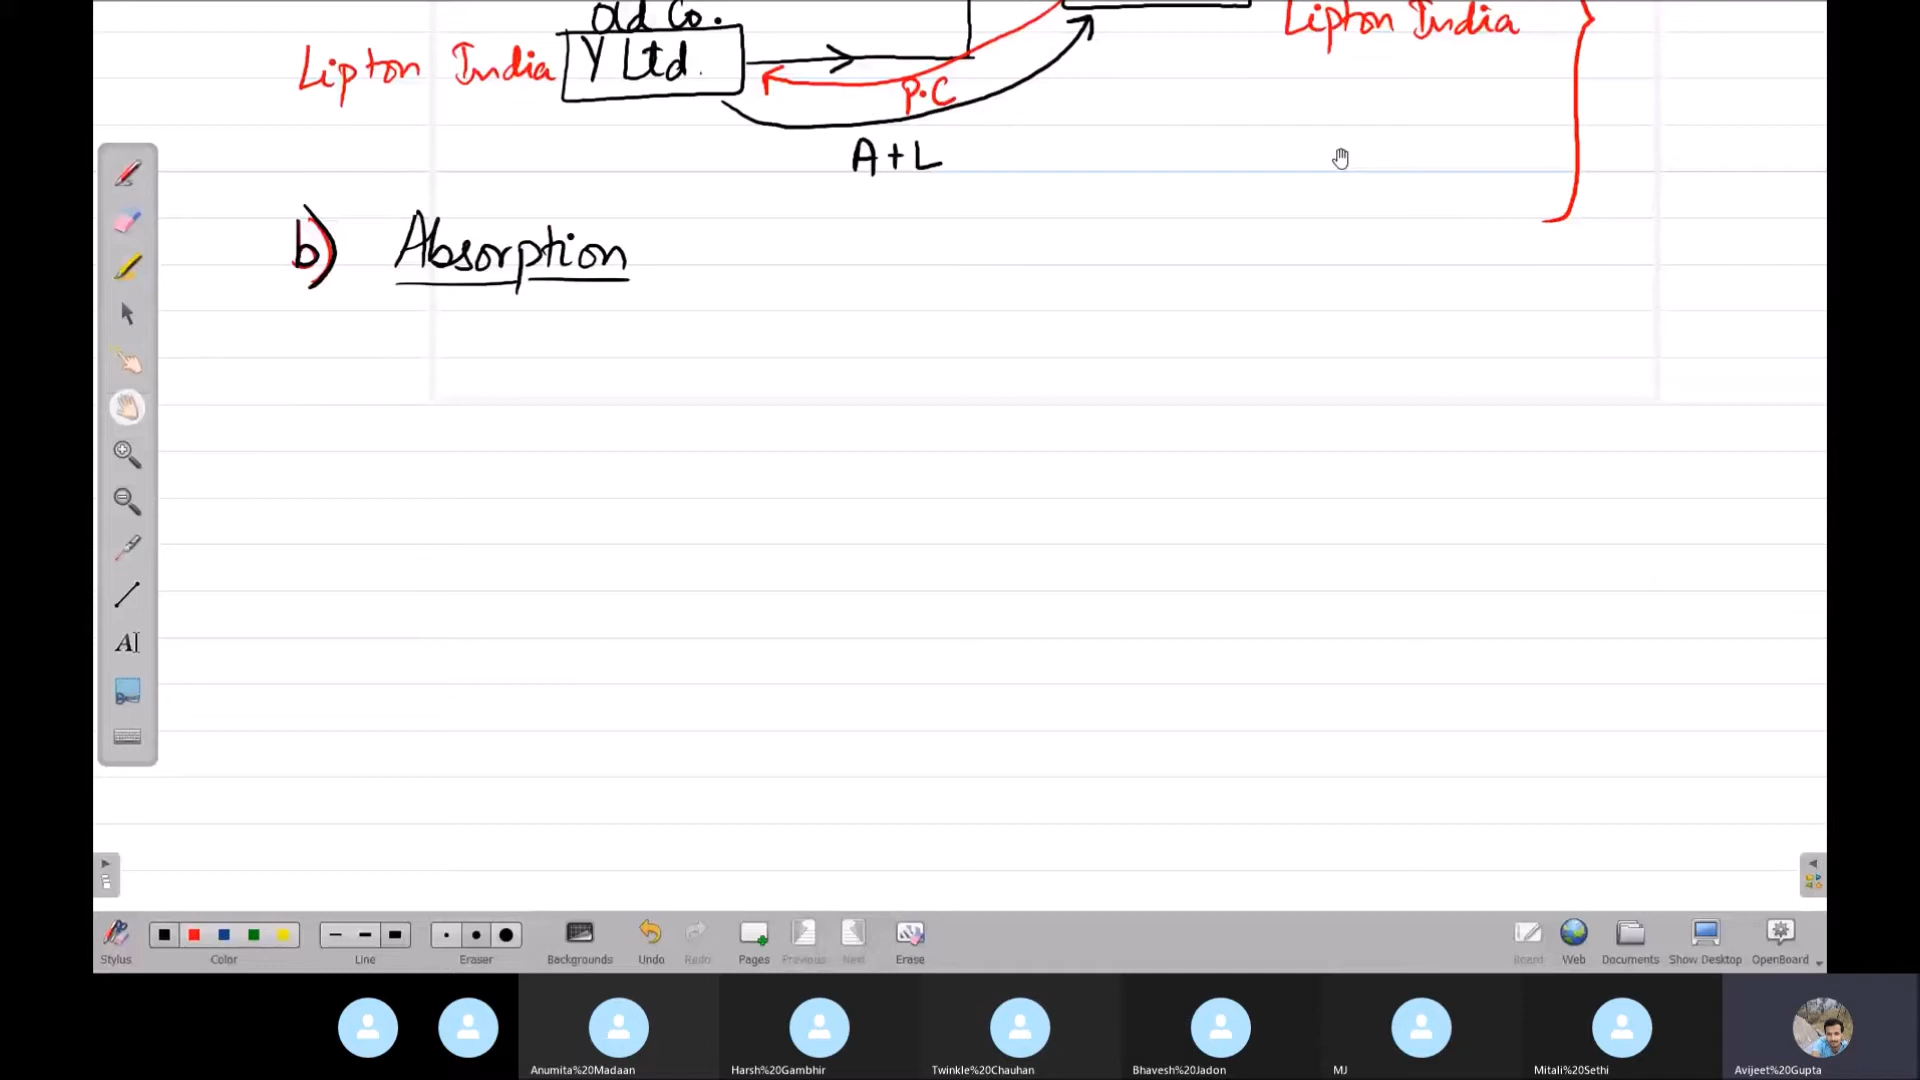 Old Co.
Lipton India
Lipton India Y Ltd.
P.C
A + L
b) Absorption
AI
Stylus Color Line Eraser Backgrounds Undo Redo Pages Previous Next Erase Board Web Documents Show Desktop OpenBoard
Anumita%20Madaan Harsh%20Gambhir Twinkle%20Chauhan Bhavesh%20Jadon MJ Mitali%20Sethi Avijeet%20Gupta